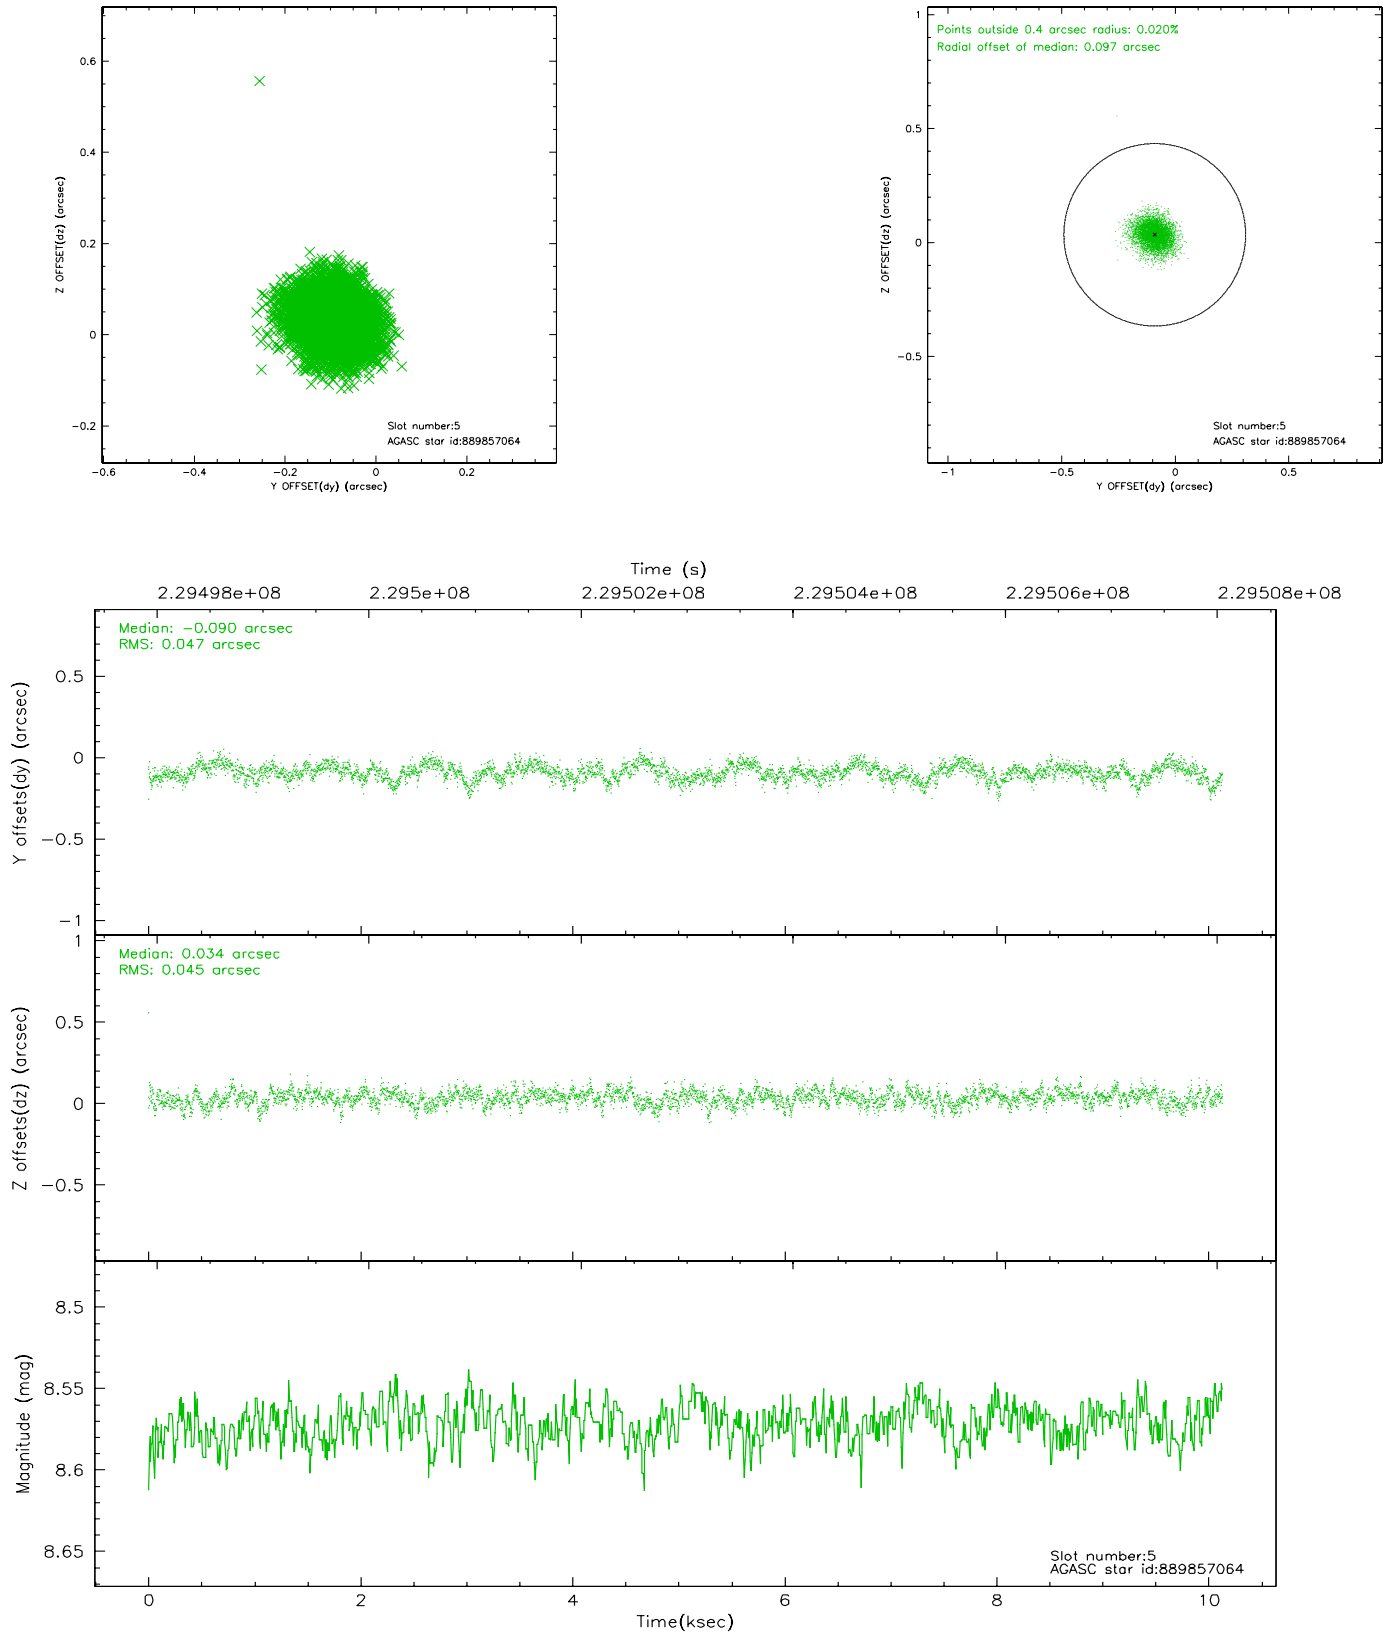 0.6
0.4
0.2
0
−0.2
Z OFFSET(dz) (arcsec)
Slot number:5
AGASC star id:889857064
−0.6 −0.4 −0.2 0 0.2
Y OFFSET(dy) (arcsec)
Points outside 0.4 arcsec radius: 0.020%
Radial offset of median: 0.097 arcsec
1
0.5
0
−0.5
Z OFFSET(dz) (arcsec)
Slot number:5
AGASC star id:889857064
−1 −0.5 0 0.5
Y OFFSET(dy) (arcsec)
Time (s)
2.29498e+08 2.295e+08 2.29502e+08 2.29504e+08 2.29506e+08 2.29508e+08
Median: −0.090 arcsec
RMS: 0.047 arcsec
0.5
0
−0.5
−1
Y offsets(dy) (arcsec)
Median: 0.034 arcsec
RMS: 0.045 arcsec
1
0.5
0
−0.5
Z offsets(dz) (arcsec)
8.5
8.55
8.6
8.65
Magnitude (mag)
Slot number:5
AGASC star id:889857064
0 2 4 6 8 10
Time(ksec)